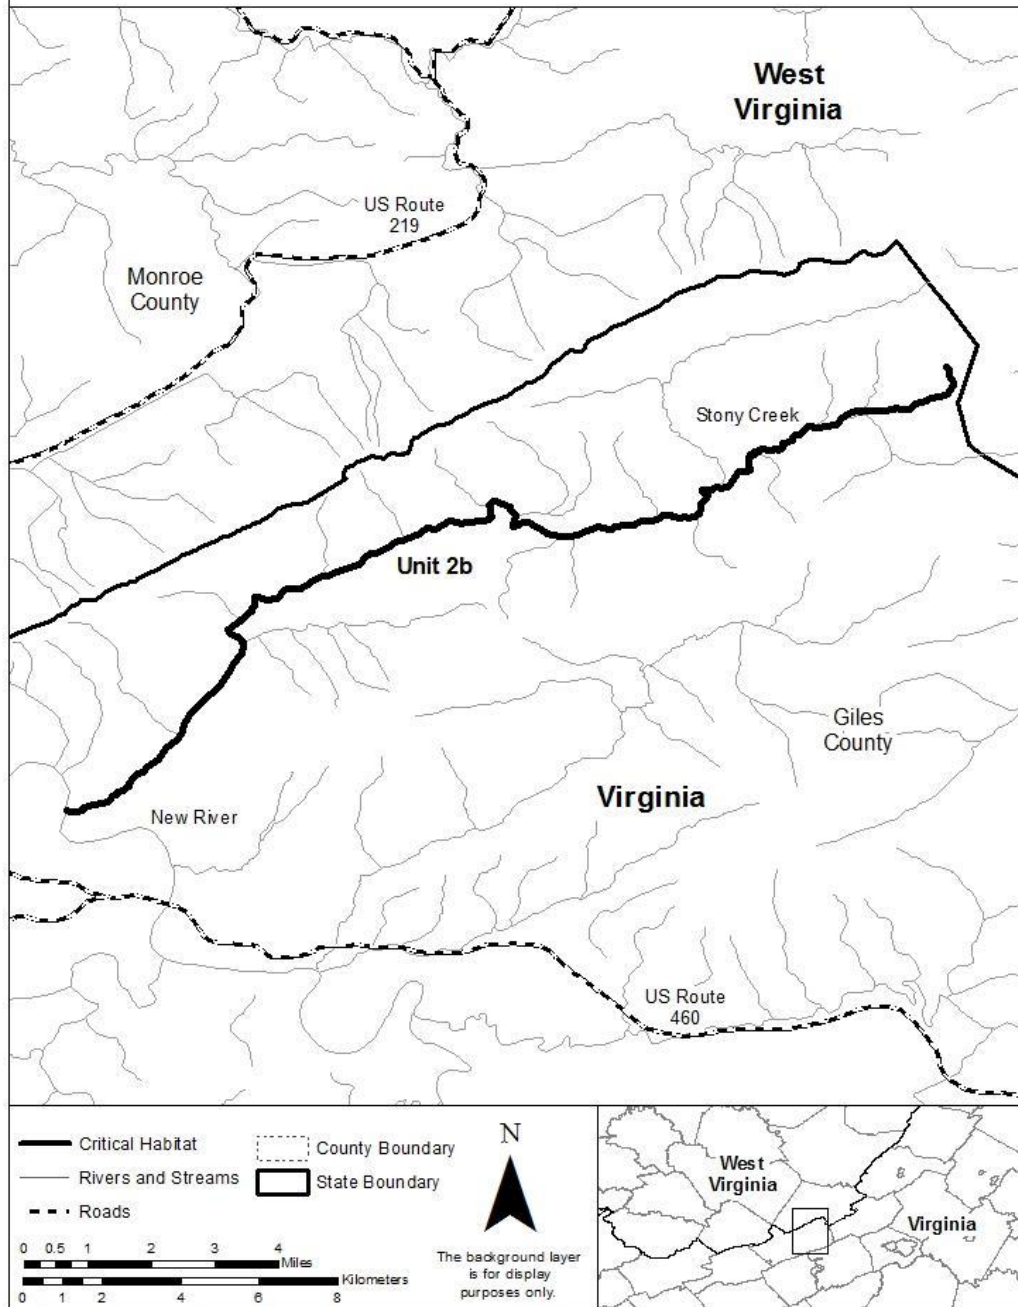 West
Virginia
US Route
219
Monroe
County
Stony Creek
Unit 2b
Giles
County
Virginia
New River
US Route
460
Critical Habitat
Rivers and Streams
Roads
County Boundary
State Boundary
0 0.5 1 2 3 4
Miles
Kilometers
0 1 2 4 6 8
N
The background layer
is for display
purposes only.
West
Virginia
Virginia